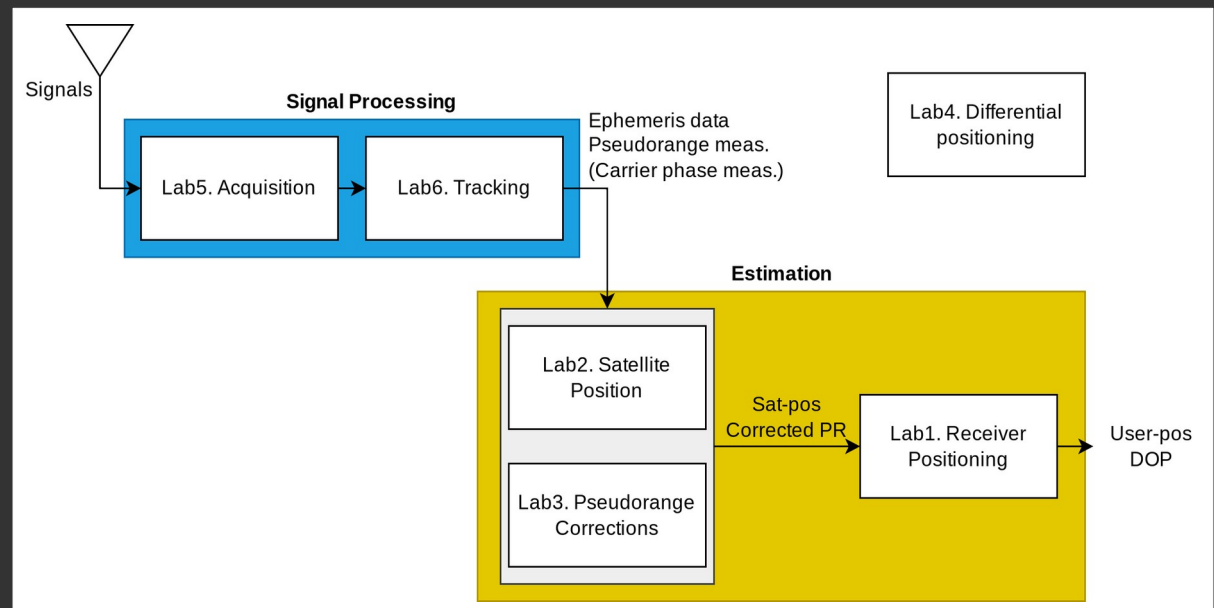 Signals
Signal Processing
Lab5. Acquisition
Lab6. Tracking
Ephemeris data
Pseudorange meas.
(Carrier phase meas.)
Lab4. Differential
positioning
Estimation
Lab2. Satellite
Position
Lab3. Pseudorange
Corrections
Sat-pos
Corrected PR
Lab1. Receiver
Positioning
User-pos
DOP